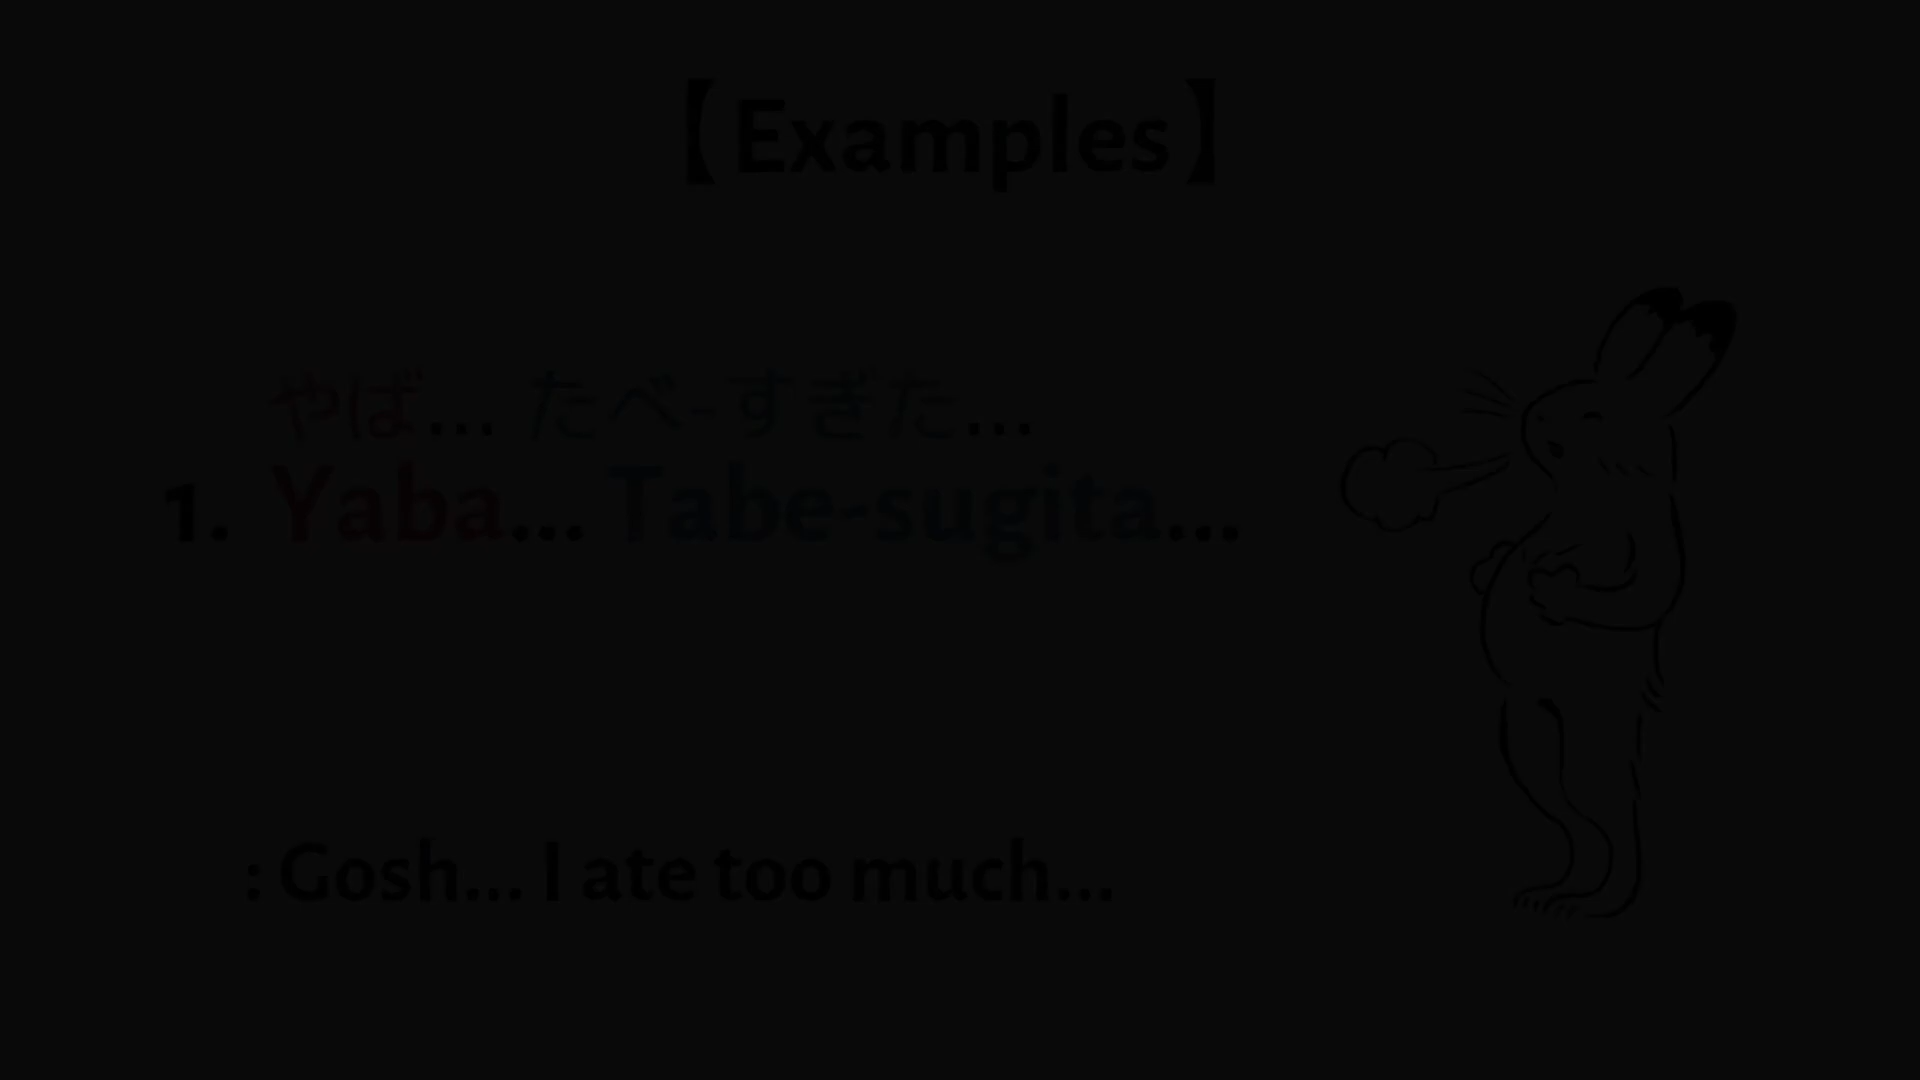 【Examples】
やば... たべ-すぎた...
1. Yaba... Tabe-sugita...
: Gosh... I ate too much...